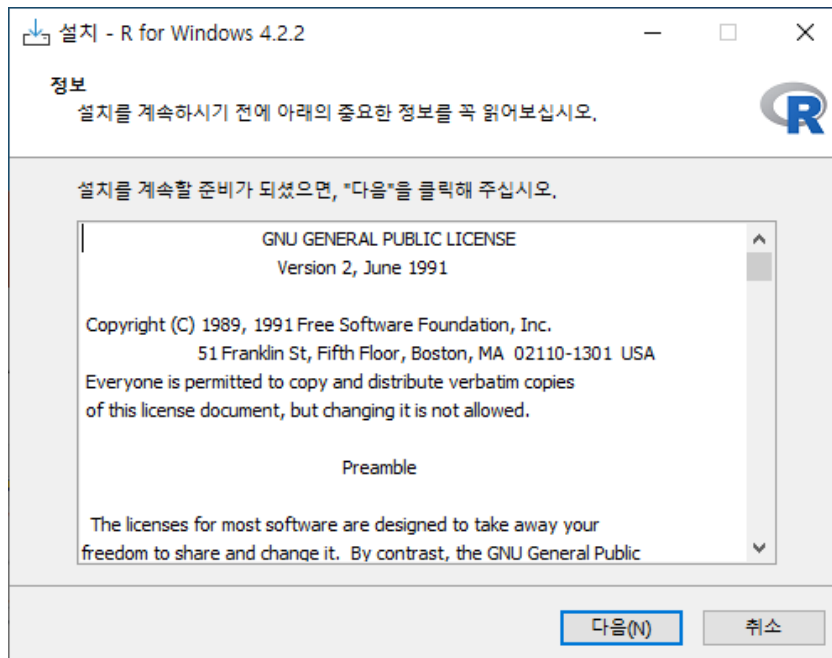 설치 - R for Windows 4.2.2
정보
설치를 계속하시기 전에 아래의 중요한 정보를 꼭 읽어보십시오.
R
설치를 계속할 준비가 되셨으면, "다음"을 클릭해 주십시오.
GNU GENERAL PUBLIC LICENSE
Version 2, June 1991
Copyright (C) 1989, 1991 Free Software Foundation, Inc.
51 Franklin St, Fifth Floor, Boston, MA 02110-1301 USA
Everyone is permitted to copy and distribute verbatim copies
of this license document, but changing it is not allowed.
Preamble
The licenses for most software are designed to take away your
freedom to share and change it. By contrast, the GNU General Public
다음(N)
취소